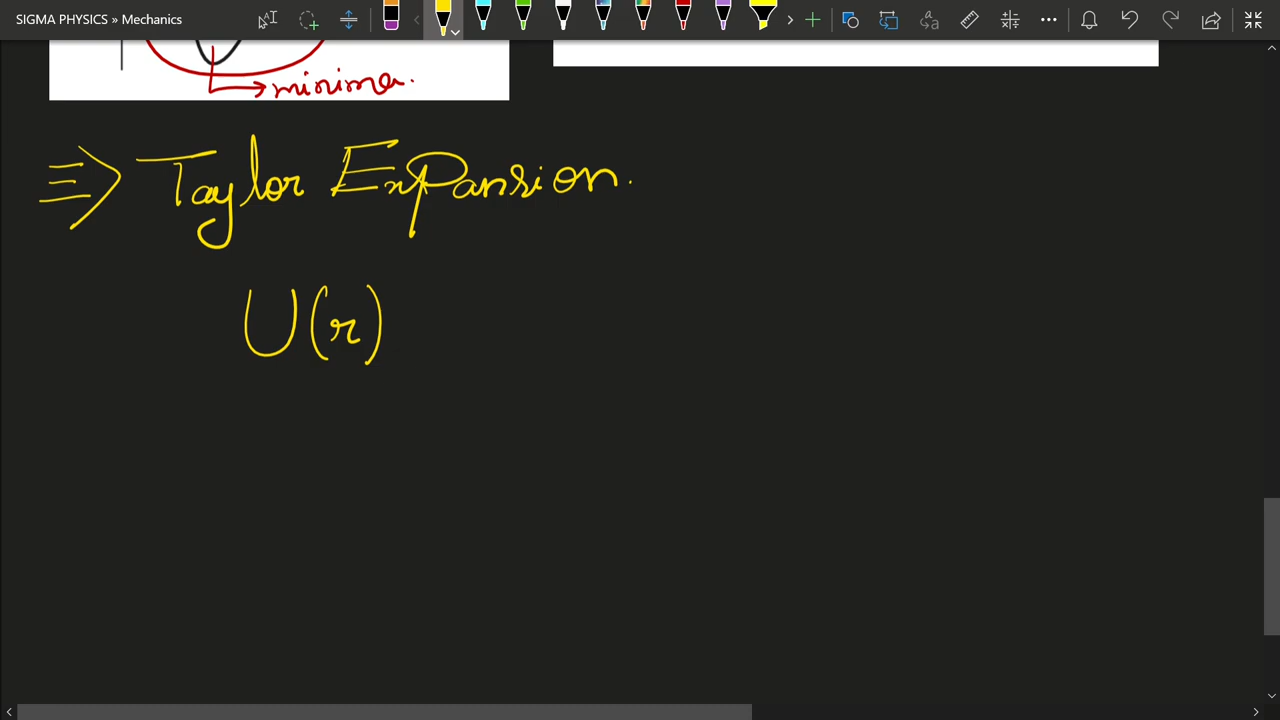 SIGMA PHYSICS » Mechanics
minima.
⇒ Taylor Expansion.
U(r)